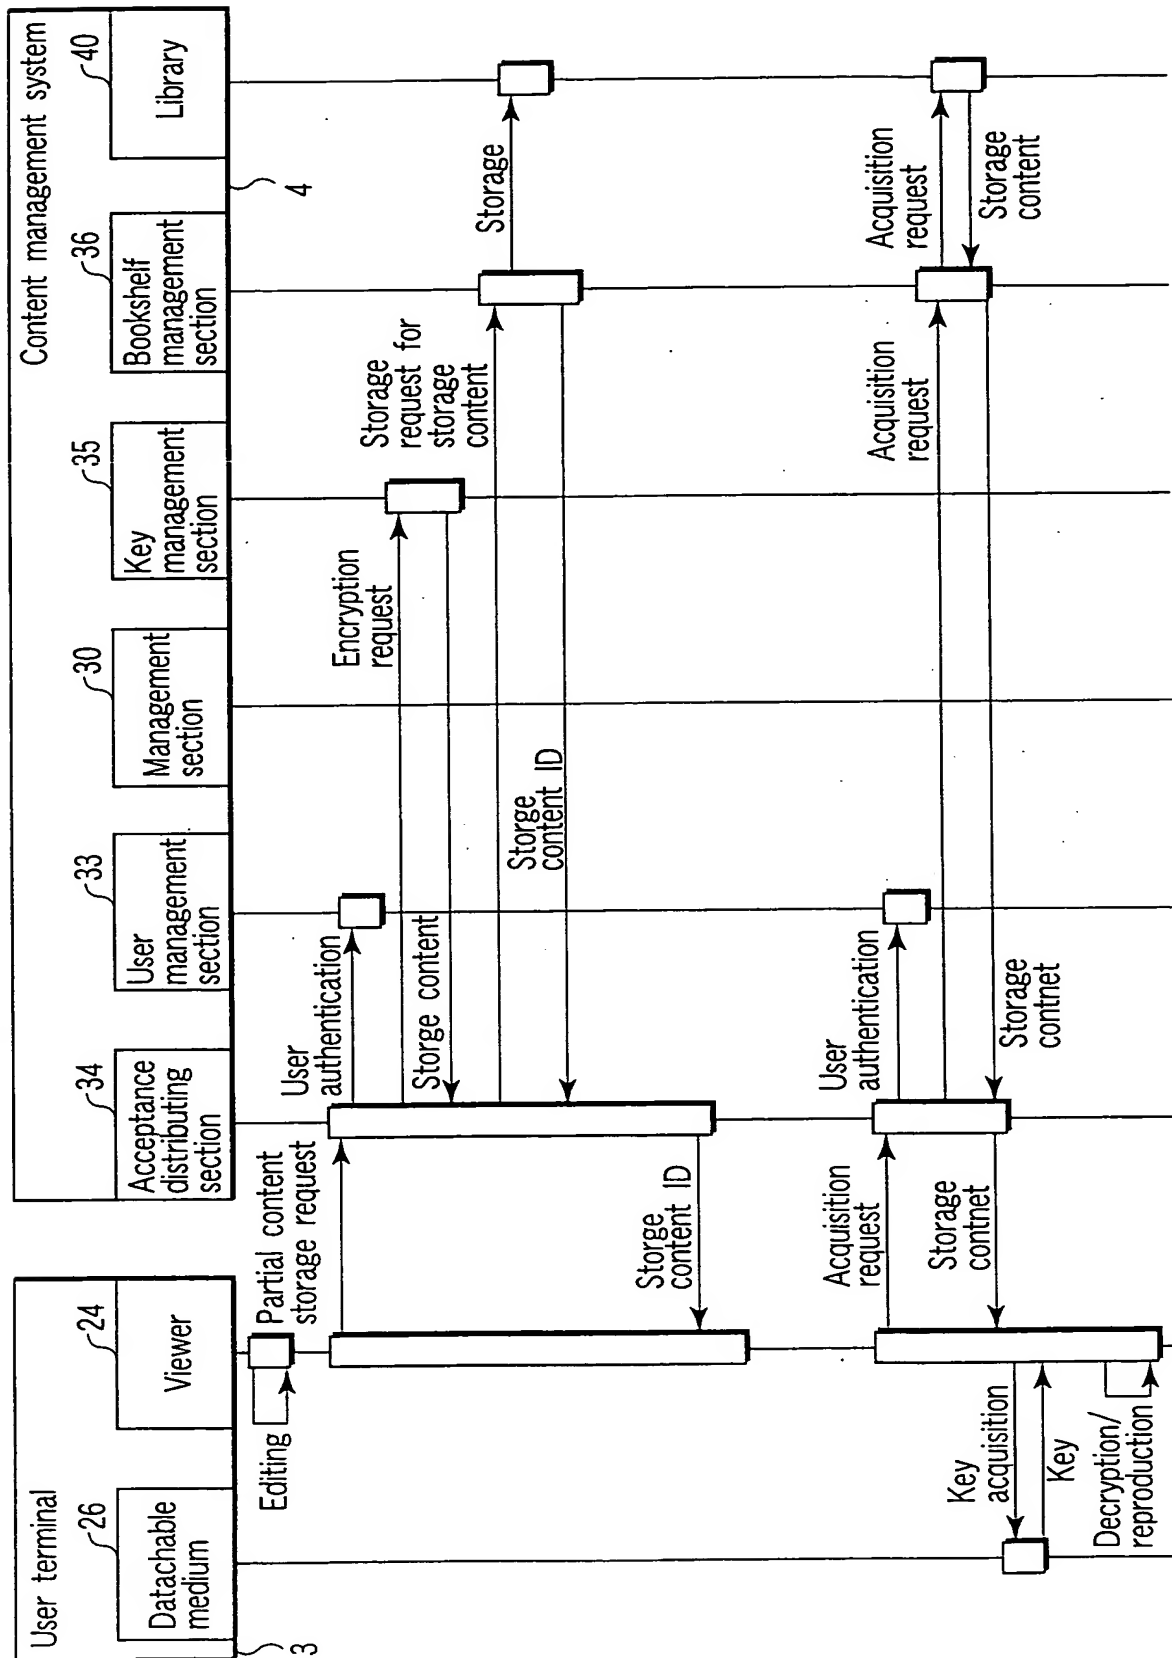 User terminal
3
Datachable
medium
26
Viewer
24
Content management system
4
Acceptance
distributing
section
34
User
management
section
33
Management
section
30
Key
management
section
35
Bookshelf
management
section
36
Library
40
Editing
Partial content
storage request
User
authentication
Encryption
request
Storge content
Storage
request for
storage
content
Storage
Storge
content ID
Storge
content ID
Acquisition
request
User
authentication
Acquisition
request
Acquisition
request
Storage
content
Storage
contnet
Storage
contnet
Key
acquisition
Key
Decryption/
reproduction